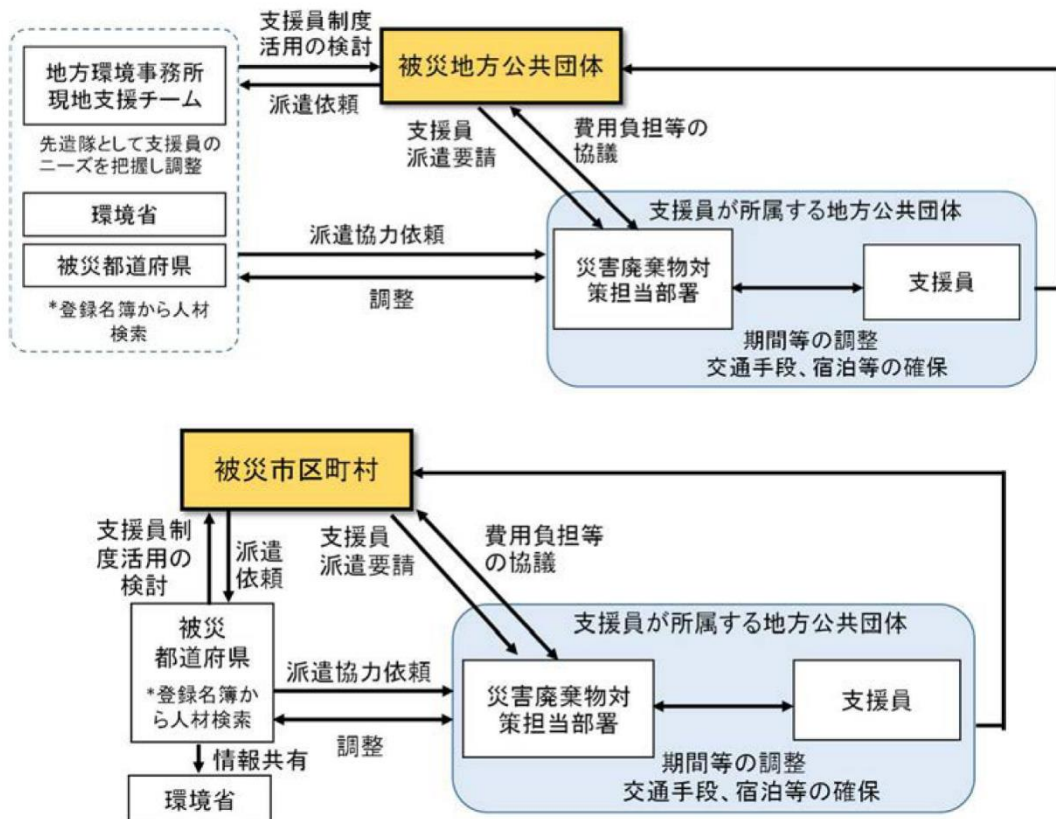 支援員制度
活用の検討
被災地方公共団体
地方環境事務所
現地支援チーム
派遣依頼
先遣隊として支援員の
ニーズを把握し調整
支援員
派遣要請
費用負担等の
協議
環境省
被災都道府県
*登録名簿から人材
検索
派遣協力依頼
調整
支援員が所属する地方公共団体
災害廃棄物対
策担当部署
支援員
期間等の調整
交通手段、宿泊等の確保
被災市区町村
支援員制
度活用の
検討
派遣
依頼
支援員
派遣要請
費用負担等
の協議
被災
都道府県
*登録名簿か
ら人材検索
派遣協力依頼
調整
情報共有
環境省
支援員が所属する地方公共団体
災害廃棄物対
策担当部署
支援員
期間等の調整
交通手段、宿泊等の確保